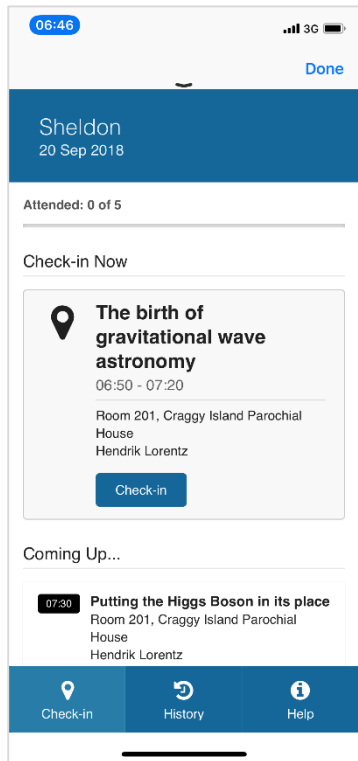 06:46
3G
Done
Sheldon
20 Sep 2018
Attended: 0 of 5
Check-in Now
The birth of
gravitational wave
astronomy
06:50 - 07:20
Room 201, Craggy Island Parochial
House
Hendrik Lorentz
Check-in
Coming Up...
07:30
Putting the Higgs Boson in its place
Room 201, Craggy Island Parochial
House
Hendrik Lorentz
Check-in
History
Help